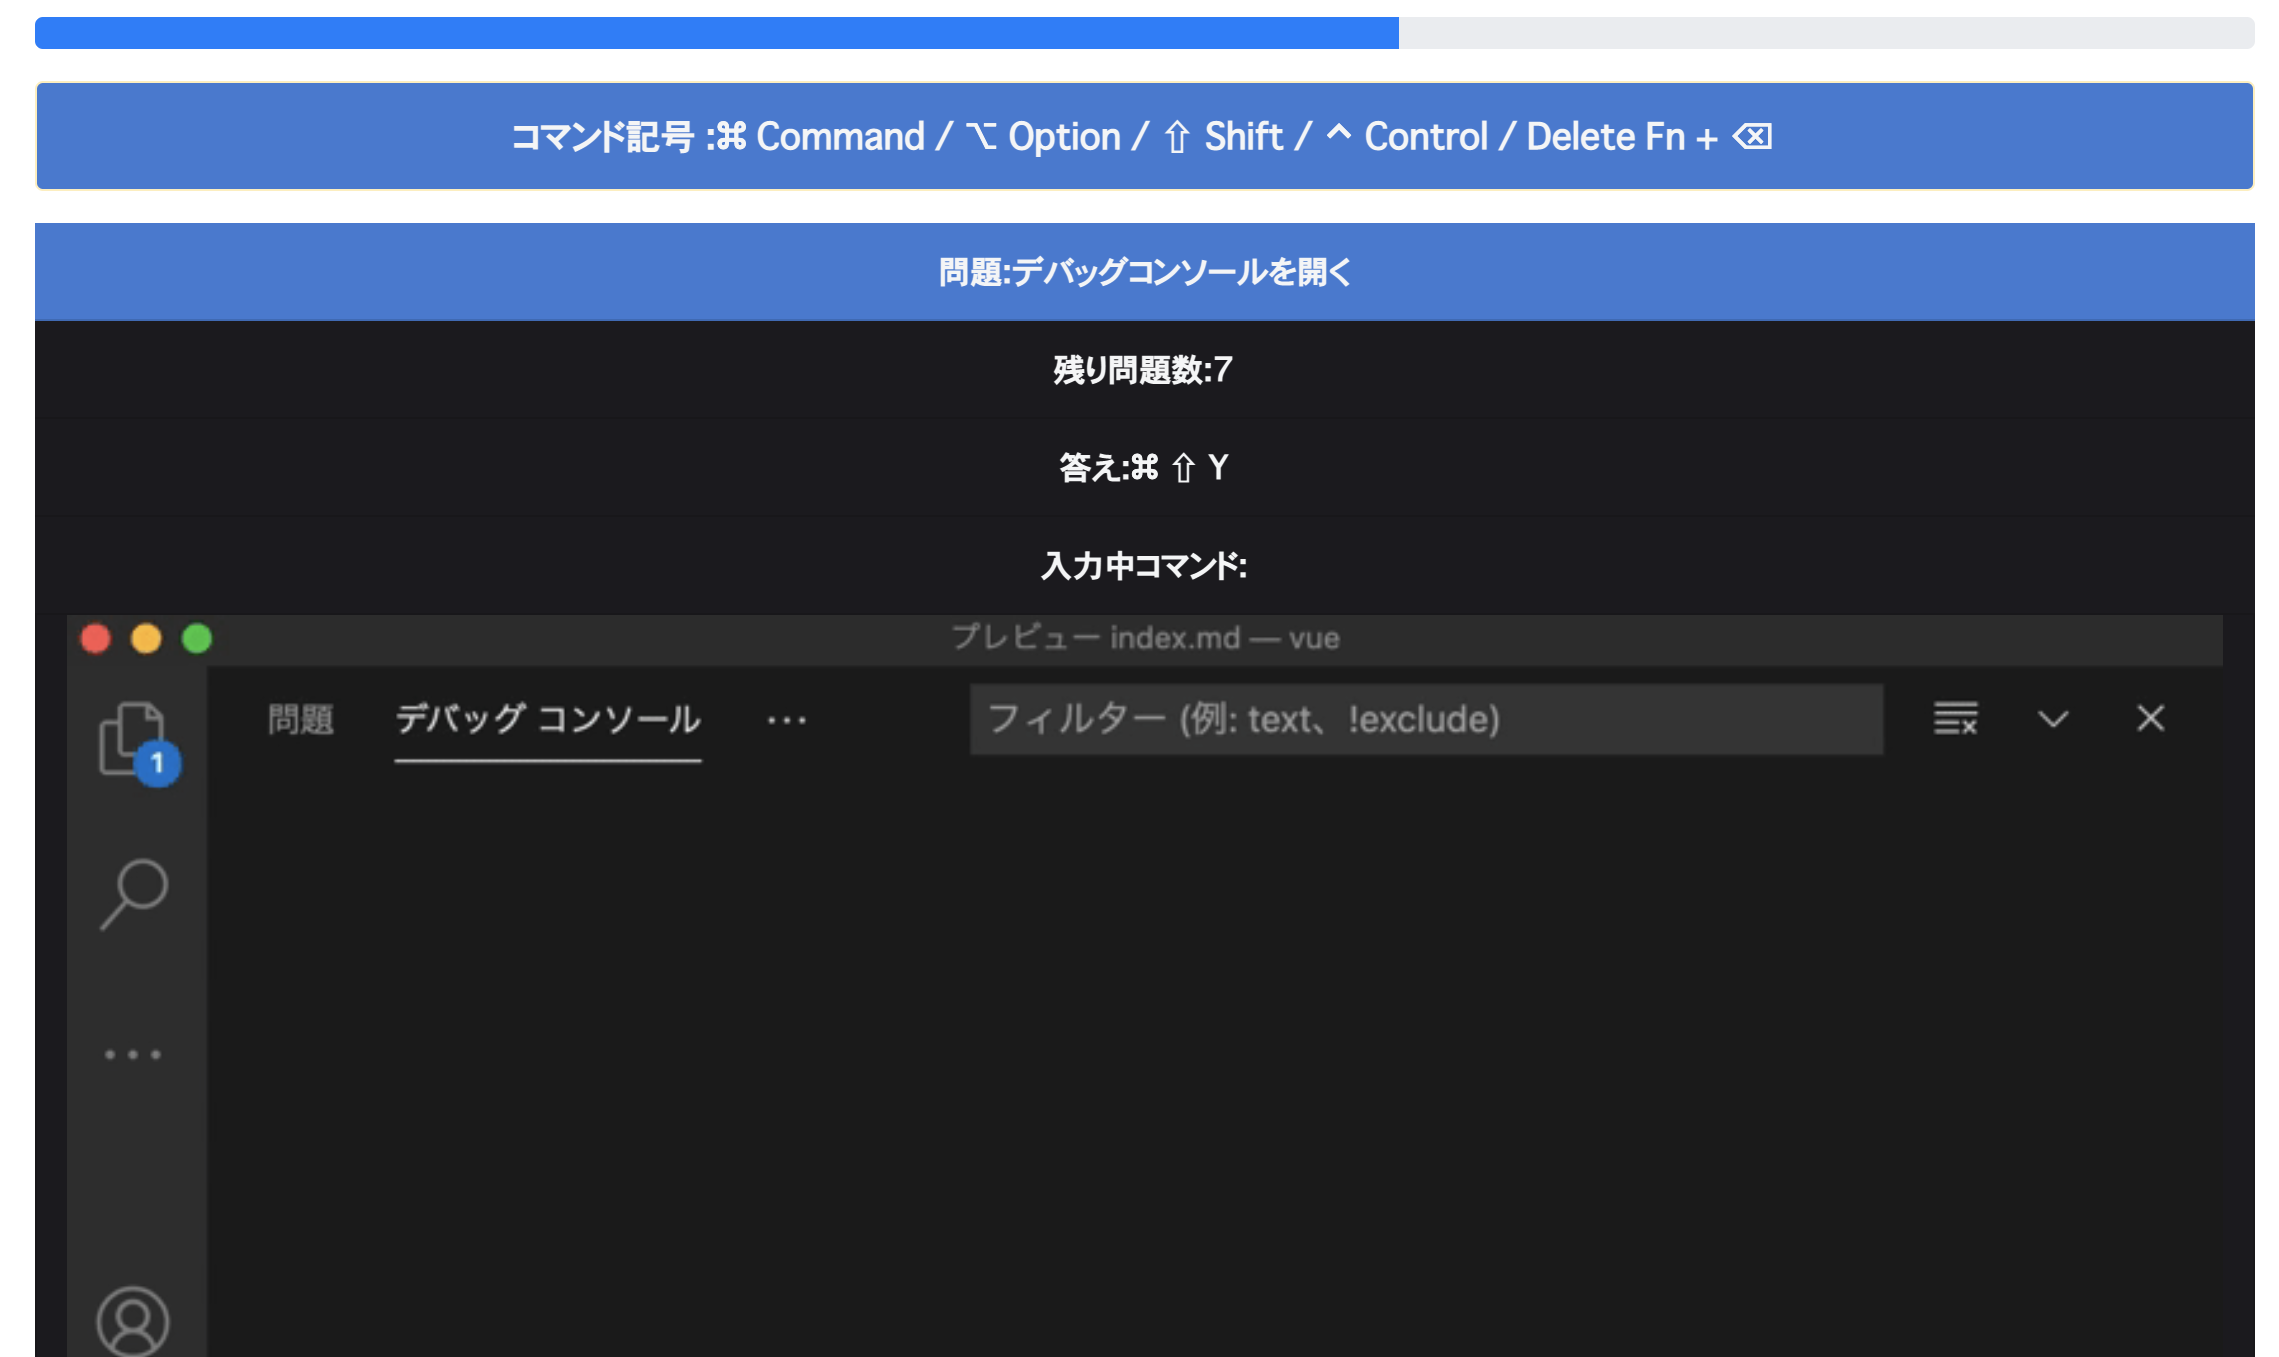 コマンド記号 :⌘ Command / ⌥ Option / ⇧ Shift / ⌃ Control / Delete Fn + ⌫
問題:デバッグコンソールを開く
残り問題数:7
答え:⌘ ⇧ Y
入力中コマンド:
プレビュー index.md — vue
問題 デバッグ コンソール ··· フィルター (例: text、!exclude)
1